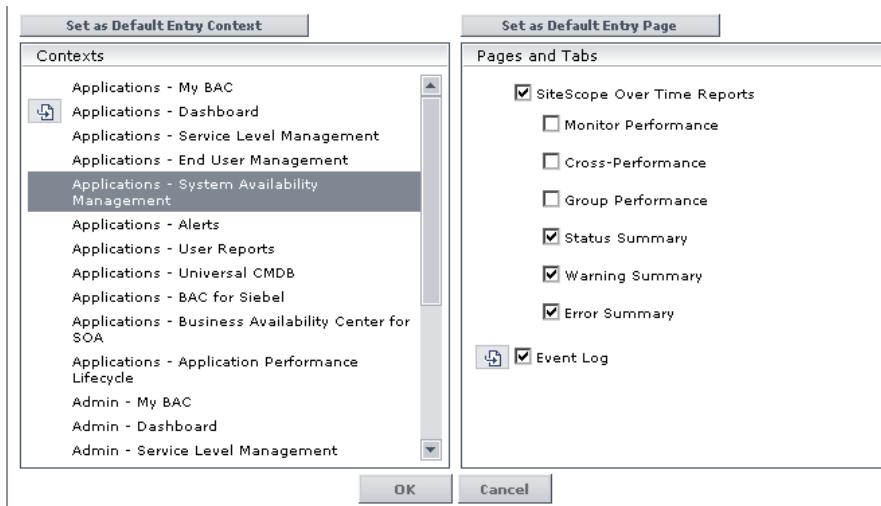 Set as Default Entry Context
Set as Default Entry Page
Contexts
Applications - My BAC
Applications - Dashboard
Applications - Service Level Management
Applications - End User Management
Applications - System Availability
Management
Applications - Alerts
Applications - User Reports
Applications - Universal CMDB
Applications - BAC for Siebel
Applications - Business Availability Center for
SOA
Applications - Application Performance
Lifecycle
Admin - My BAC
Admin - Dashboard
Admin - Service Level Management
Pages and Tabs
SiteScope Over Time Reports
Monitor Performance
Cross-Performance
Group Performance
Status Summary
Warning Summary
Error Summary
Event Log
OK
Cancel